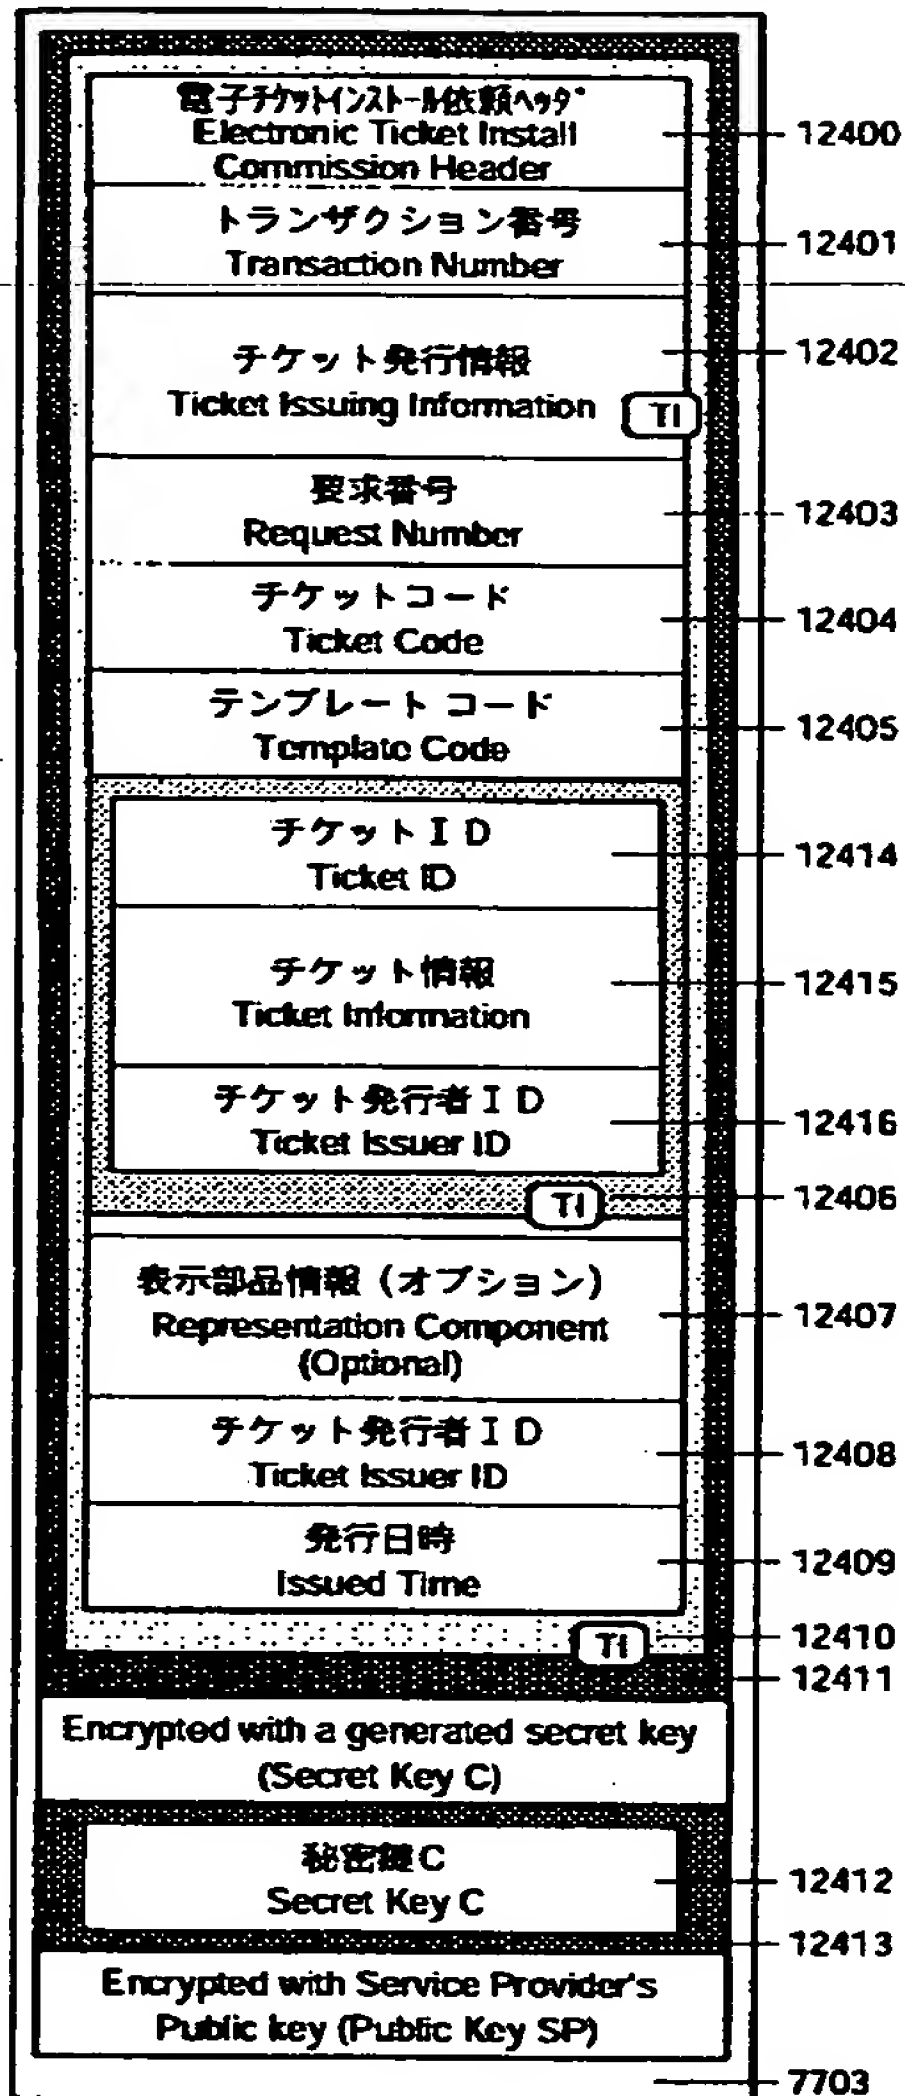 電子チケットインストール依頼ヘッダ
Electronic Ticket Install
Commission Header
12400
トランザクション番号
Transaction Number
12401
チケット発行情報
Ticket Issuing Information
TI
12402
要求番号
Request Number
12403
チケットコード
Ticket Code
12404
テンプレート コード
Template Code
12405
チケットＩＤ
Ticket ID
12414
チケット情報
Ticket Information
12415
チケット発行者ＩＤ
Ticket Issuer ID
12416
TI
12406
表示部品情報（オプション）
Representation Component
(Optional)
12407
チケット発行者ＩＤ
Ticket Issuer ID
12408
発行日時
Issued Time
12409
TI
12410
12411
Encrypted with a generated secret key
(Secret Key C)
秘密鍵C
Secret Key C
12412
12413
Encrypted with Service Provider's
Public key (Public Key SP)
7703